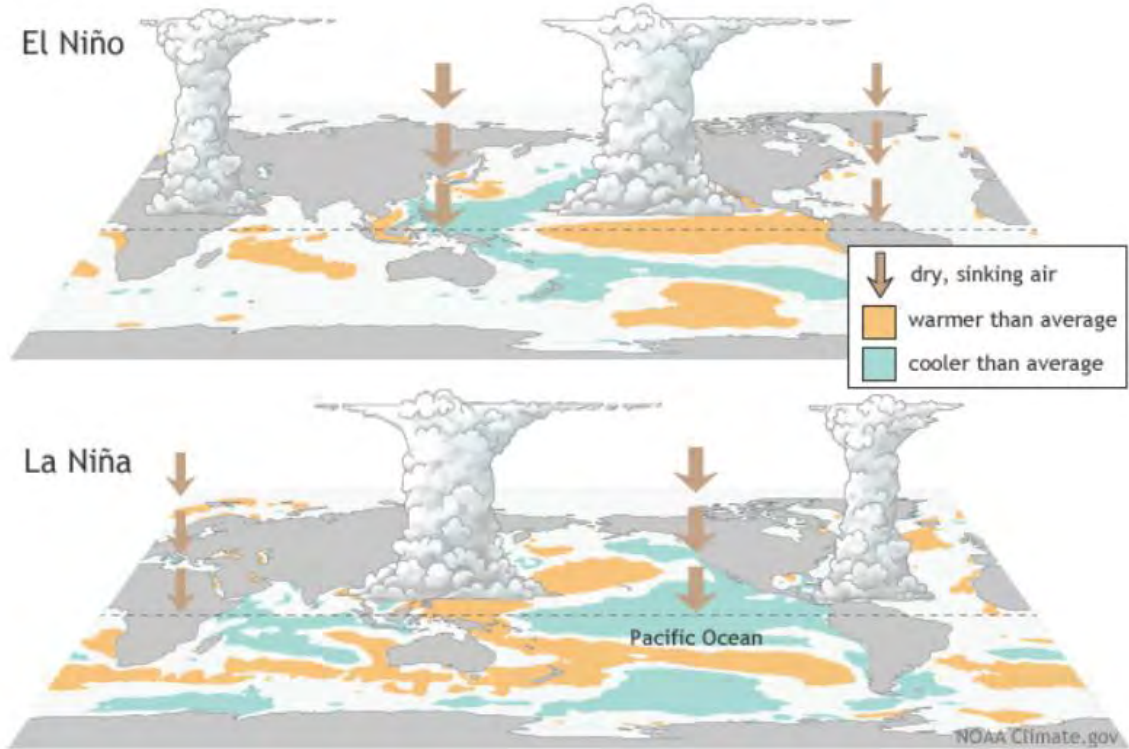 El Niño
dry, sinking air
warmer than average
cooler than average
La Niña
Pacific Ocean
NOAA Climate.gov